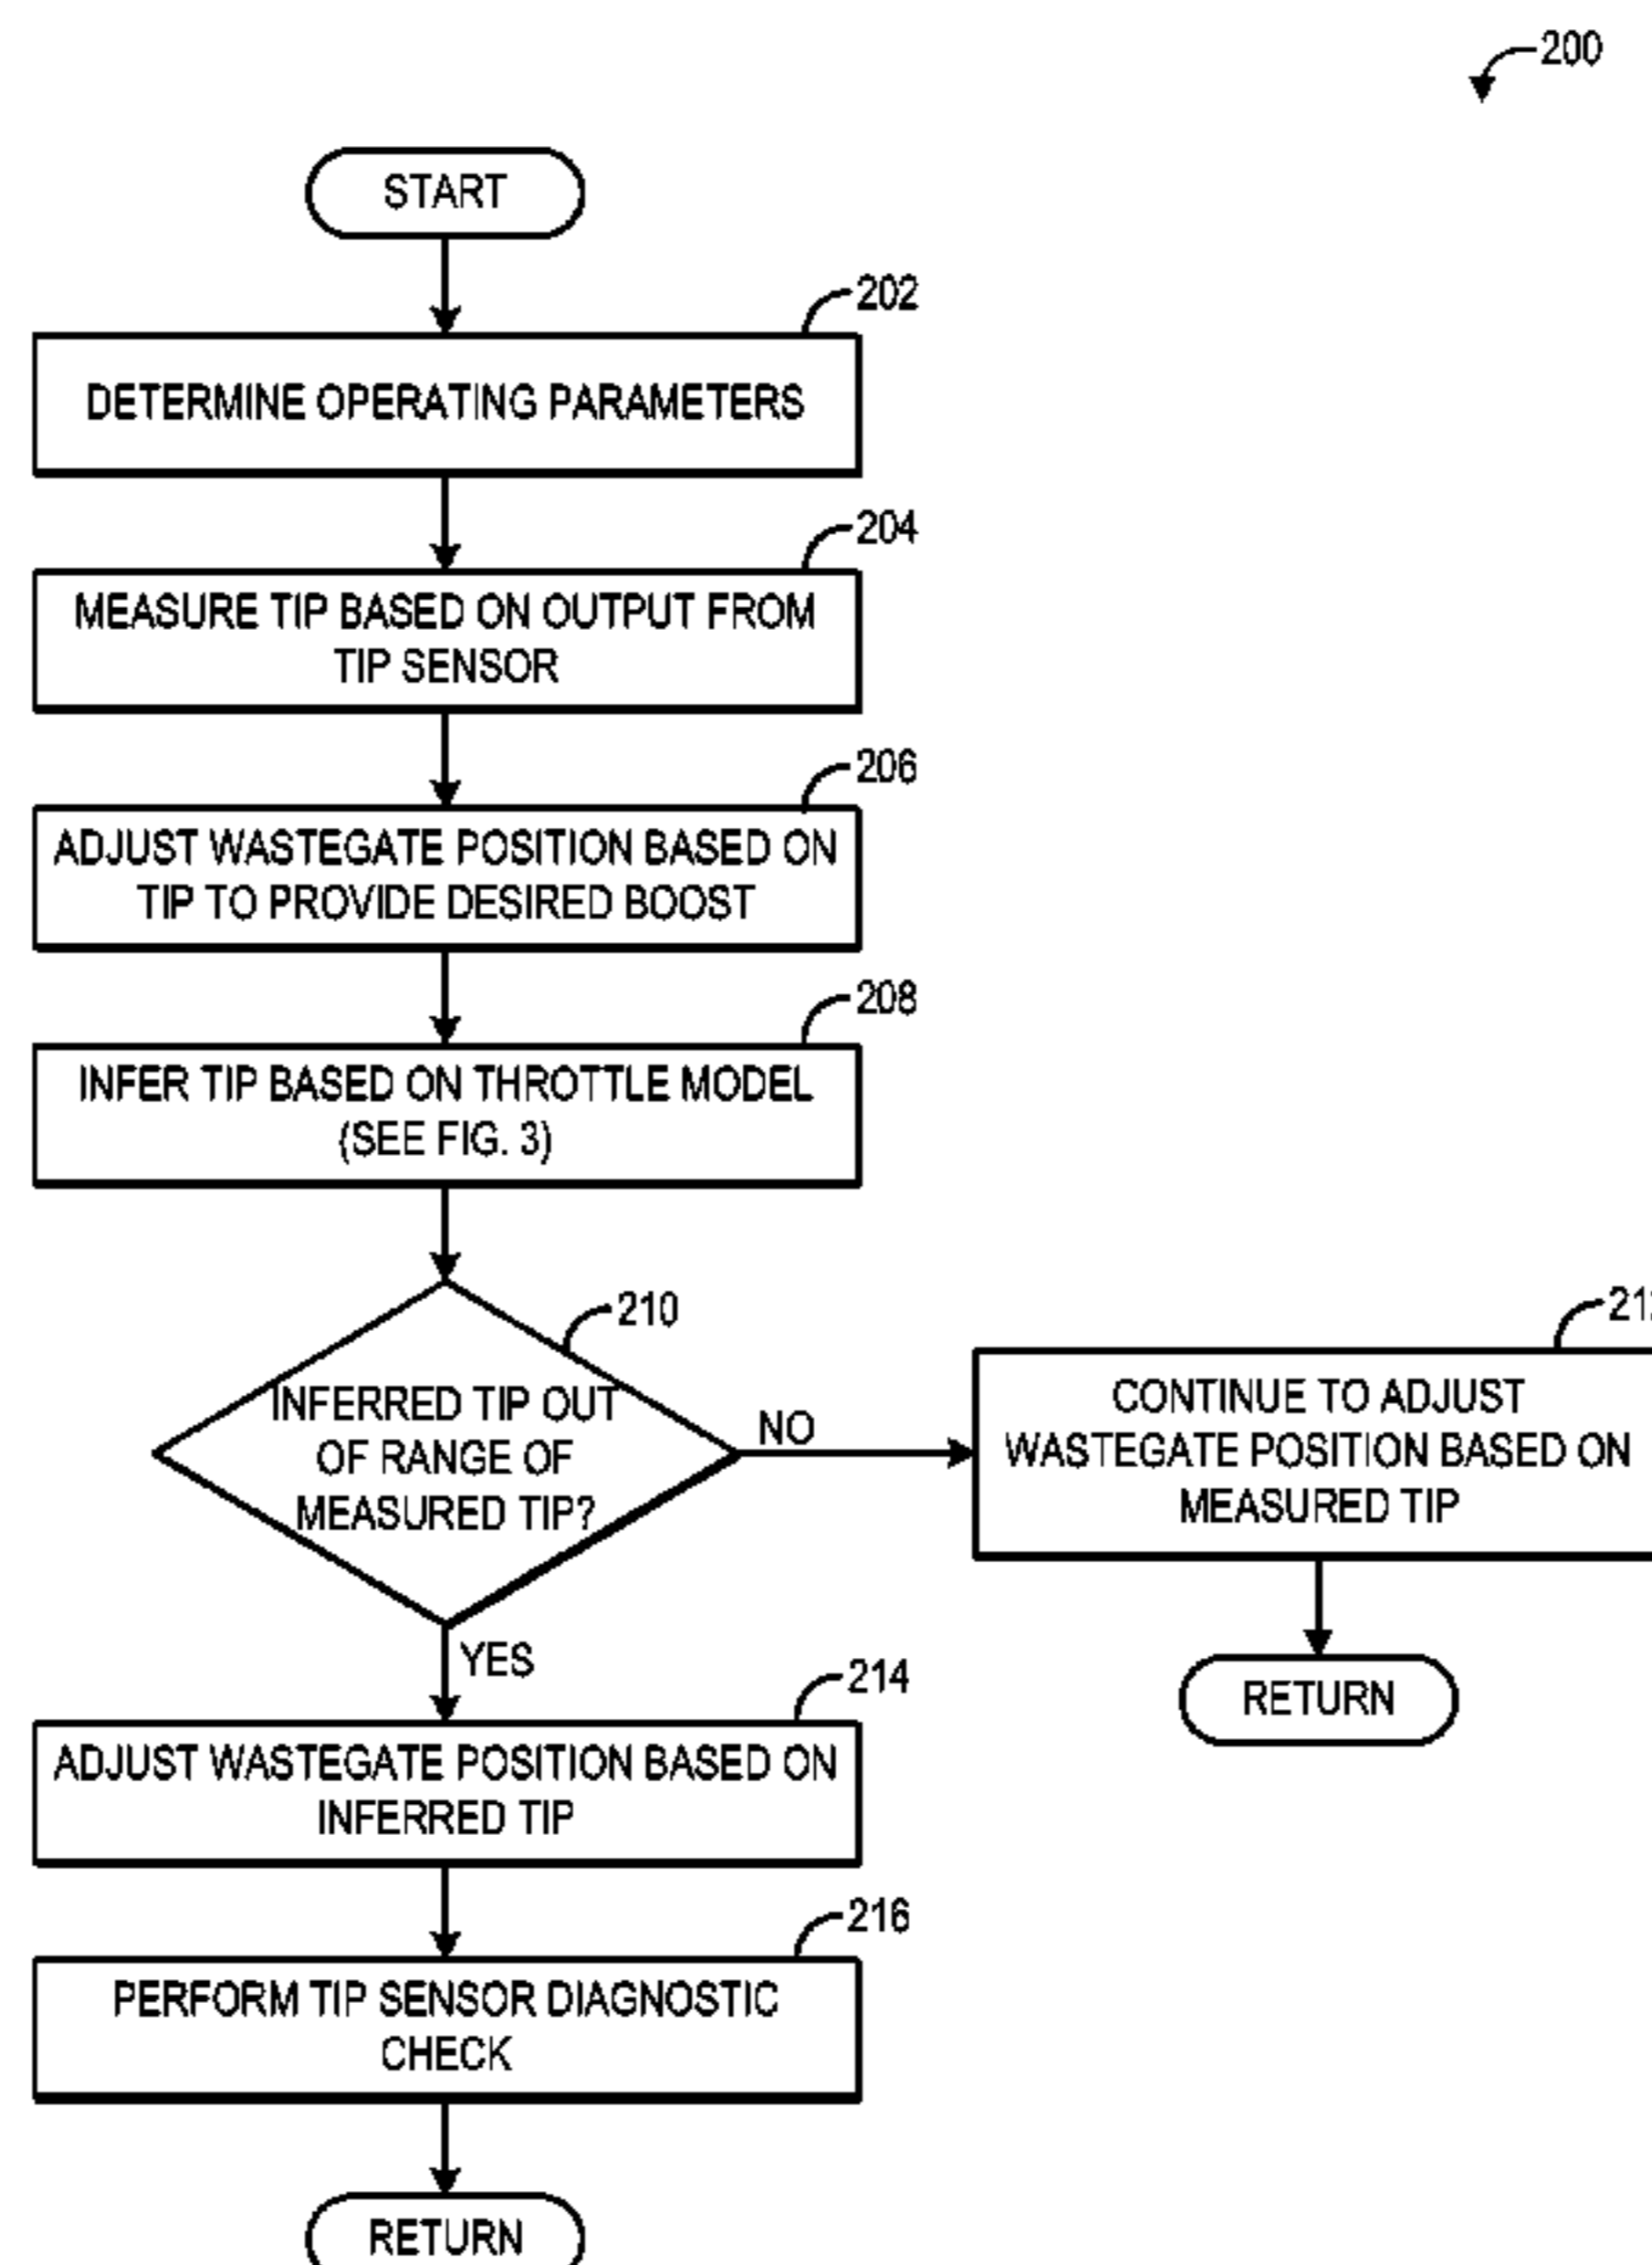 200
START
202
DETERMINE OPERATING PARAMETERS
204
MEASURE TIP BASED ON OUTPUT FROM
TIP SENSOR
206
ADJUST WASTEGATE POSITION BASED ON
TIP TO PROVIDE DESIRED BOOST
208
INFER TIP BASED ON THROTTLE MODEL
(SEE FIG. 3)
210
INFERRED TIP OUT
OF RANGE OF
MEASURED TIP?
NO
CONTINUE TO ADJUST
WASTEGATE POSITION BASED ON
MEASURED TIP
RETURN
YES
214
ADJUST WASTEGATE POSITION BASED ON
INFERRED TIP
216
PERFORM TIP SENSOR DIAGNOSTIC
CHECK
RETURN